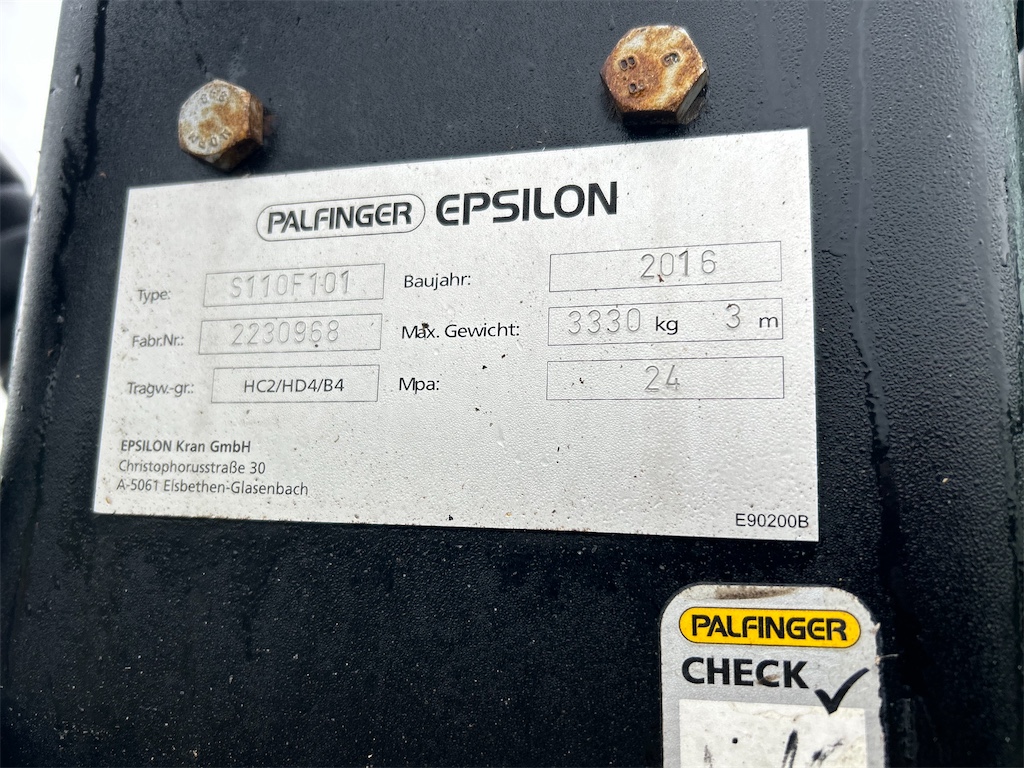 PALFINGER EPSILON
Type: S110F101 Baujahr: 2016
Fabr.Nr.: 2230968 Max. Gewicht: 3330 kg 3 m
Tragw.-gr.: HC2/HD4/B4 Mpa: 24
EPSILON Kran GmbH
Christophorusstraße 30
A-5061 Elsbethen-Glasenbach
E90200B
PALFINGER
CHECK